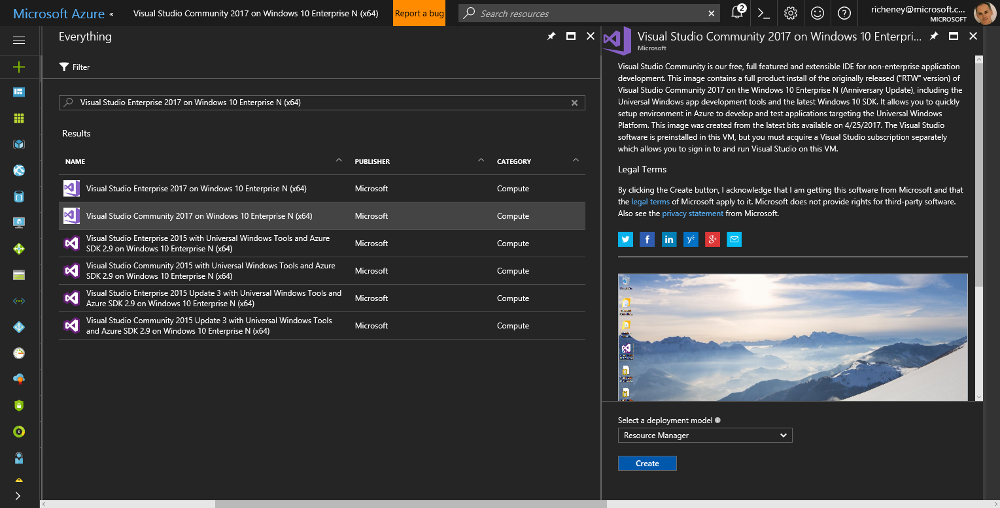 Microsoft Azure «
Visual Studio Community 2017 on Windows 10 Enterprise N (x64)
Report a bug
Search resources
2
richeney@microsoft.c...
MICROSOFT
Everything
Filter
Visual Studio Enterprise 2017 on Windows 10 Enterprise N (x64)
Results
NAME PUBLISHER CATEGORY
Visual Studio Enterprise 2017 on Windows 10 Enterprise N (x64) Microsoft Compute
Visual Studio Community 2017 on Windows 10 Enterprise N (x64) Microsoft Compute
Visual Studio Enterprise 2015 with Universal Windows Tools and Azure
SDK 2.9 on Windows 10 Enterprise N (x64) Microsoft Compute
Visual Studio Community 2015 with Universal Windows Tools and Azure
SDK 2.9 on Windows 10 Enterprise N (x64) Microsoft Compute
Visual Studio Enterprise 2015 Update 3 with Universal Windows Tools and
Azure SDK 2.9 on Windows 10 Enterprise N (x64) Microsoft Compute
Visual Studio Community 2015 Update 3 with Universal Windows Tools
and Azure SDK 2.9 on Windows 10 Enterprise N (x64) Microsoft Compute
Visual Studio Community 2017 on Windows 10 Enterpri...
Microsoft
Visual Studio Community is our free, full featured and extensible IDE for non-enterprise application
development. This image contains a full product install of the originally released ("RTW" version) of
Visual Studio Community 2017 on the Windows 10 Enterprise N (Anniversary Update), including the
Universal Windows app development tools and the latest Windows 10 SDK. It allows you to quickly
setup environment in Azure to develop and test applications targeting the Universal Windows
Platform. This image was created from the latest bits available on 4/25/2017. The Visual Studio
software is preinstalled in this VM, but you must acquire a Visual Studio subscription separately
which allows you to sign in to and run Visual Studio on this VM.
Legal Terms
By clicking the Create button, I acknowledge that I am getting this software from Microsoft and that
the legal terms of Microsoft apply to it. Microsoft does not provide rights for third-party software.
Also see the privacy statement from Microsoft.
Select a deployment model
Resource Manager
Create